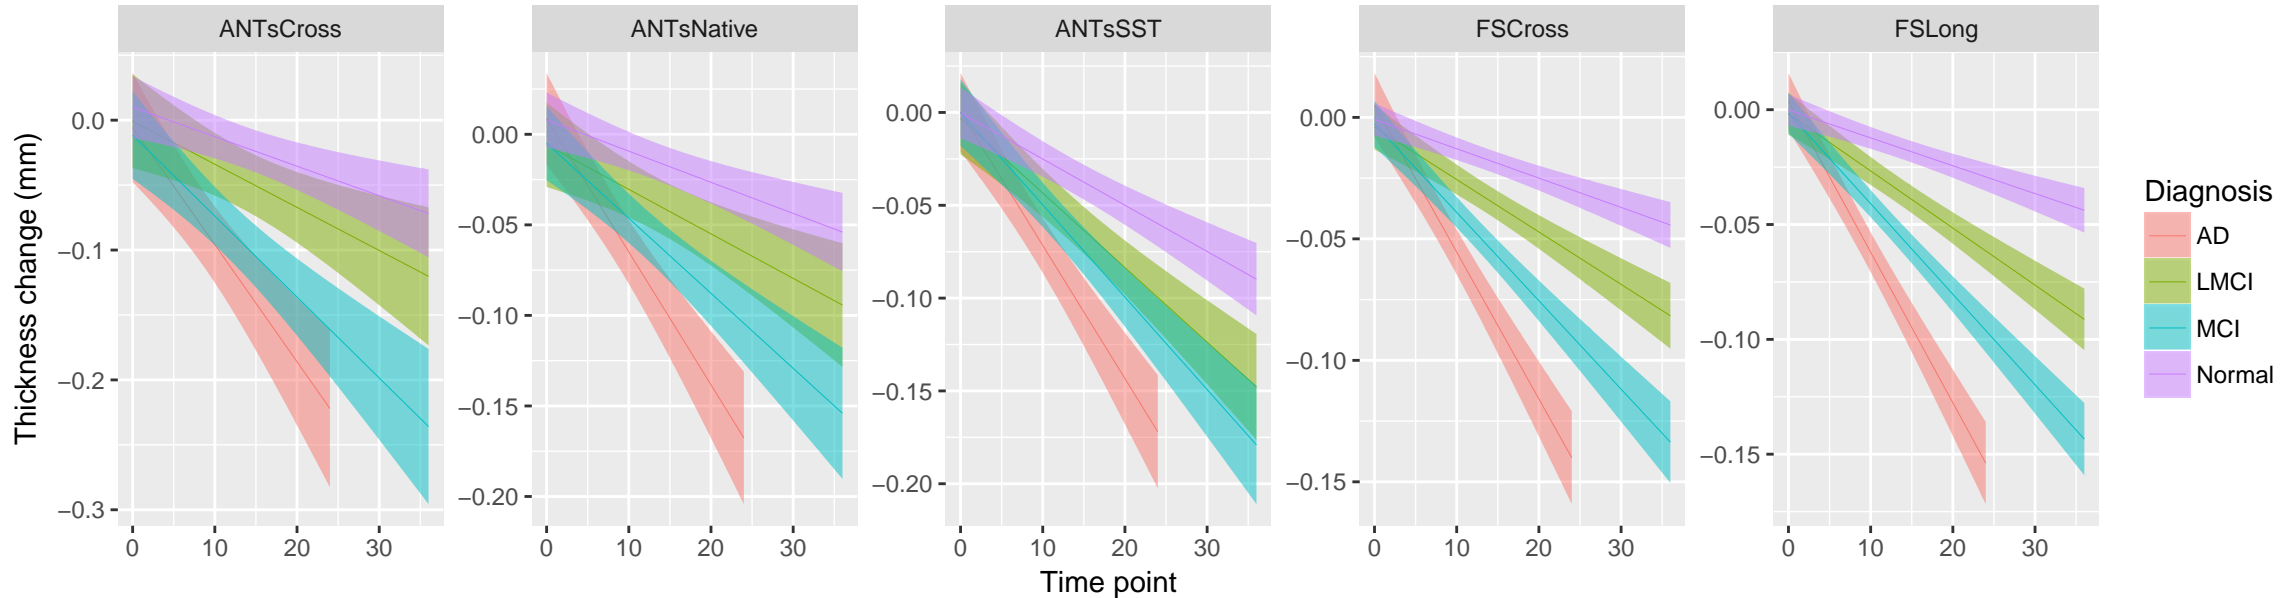 ANTsCross
ANTsNative
ANTsSST
FSCross
FSLong
Thickness change (mm)
0.0
−0.1
−0.2
−0.3
0.00
−0.05
−0.10
−0.15
−0.20
0.00
−0.05
−0.10
−0.15
−0.20
0.00
−0.05
−0.10
−0.15
0.00
−0.05
−0.10
−0.15
0 10 20 30
0 10 20 30
0 10 20 30
0 10 20 30
0 10 20 30
Time point
Diagnosis
AD
LMCI
MCI
Normal